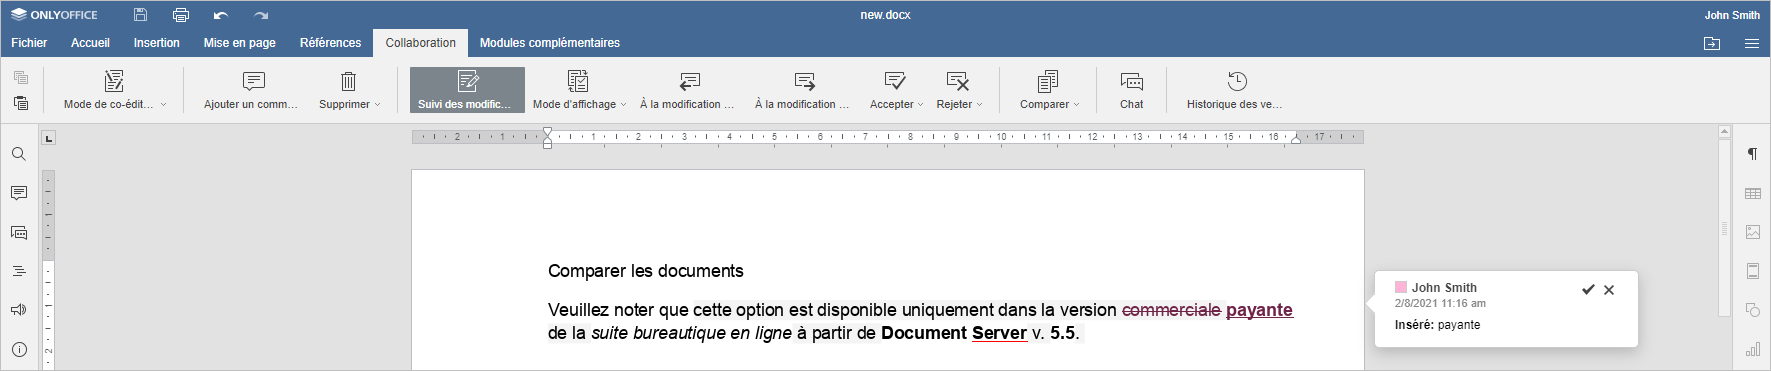 ONLYOFFICE
new.docx
John Smith
Fichier Accueil Insertion Mise en page Références Collaboration Modules complémentaires
Mode de co-édit... Ajouter un comm... Supprimer Suivi des modific... Mode d'affichage À la modification ... À la modification ... Accepter Rejeter Comparer Chat Historique des ve...
2 1 1 2 3 4 5 6 7 8 9 10 11 12 13 14 15 16 17
1
1
2
Comparer les documents
Veuillez noter que cette option est disponible uniquement dans la version commerciale payante
de la suite bureautique en ligne à partir de Document Server v. 5.5.
John Smith
2/8/2021 11:16 am
Inséré: payante